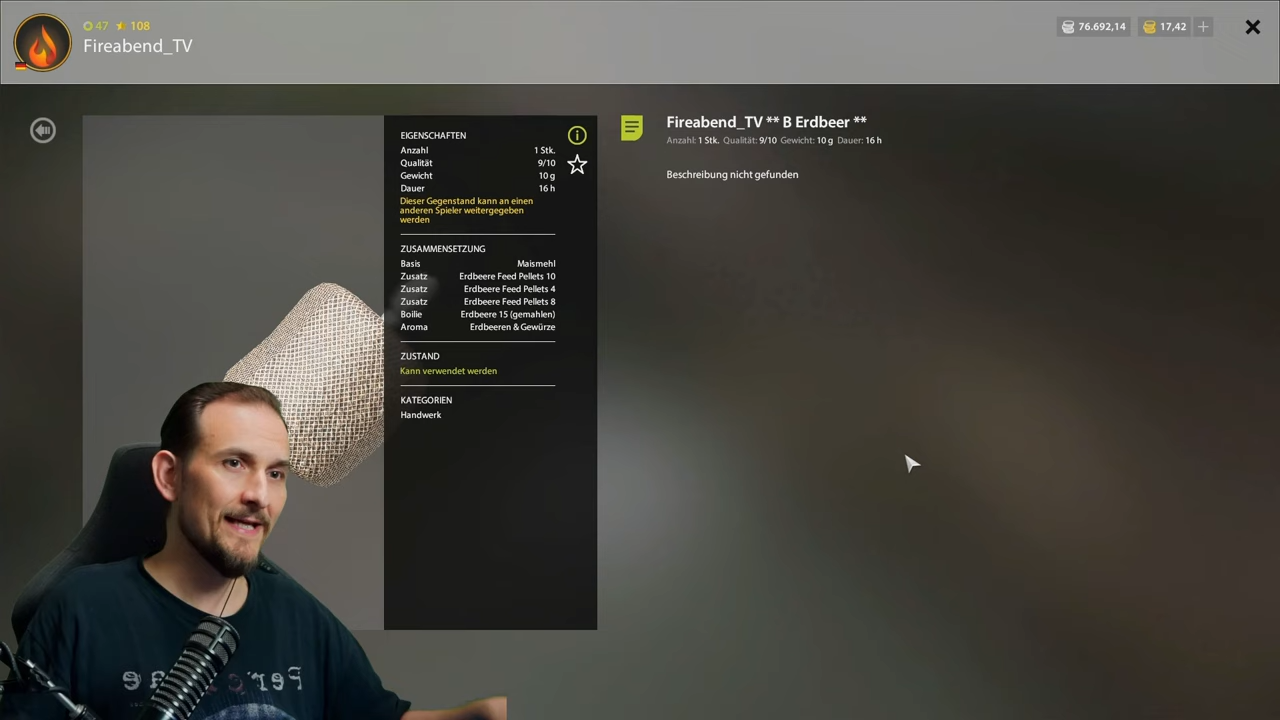 47 108
Fireabend_TV
76.692,14
17,42
EIGENSCHAFTEN
Anzahl 1 Stk.
Qualität 9/10
Gewicht 10 g
Dauer 16 h
Dieser Gegenstand kann an einen
anderen Spieler weitergegeben
werden
ZUSAMMENSETZUNG
Basis Maismehl
Zusatz Erdbeere Feed Pellets 10
Zusatz Erdbeere Feed Pellets 4
Zusatz Erdbeere Feed Pellets 8
Boilie Erdbeere 15 (gemahlen)
Aroma Erdbeeren & Gewürze
ZUSTAND
Kann verwendet werden
KATEGORIEN
Handwerk
Fireabend_TV ** B Erdbeer **
Anzahl: 1 Stk. Qualität: 9/10 Gewicht: 10 g Dauer: 16 h
Beschreibung nicht gefunden